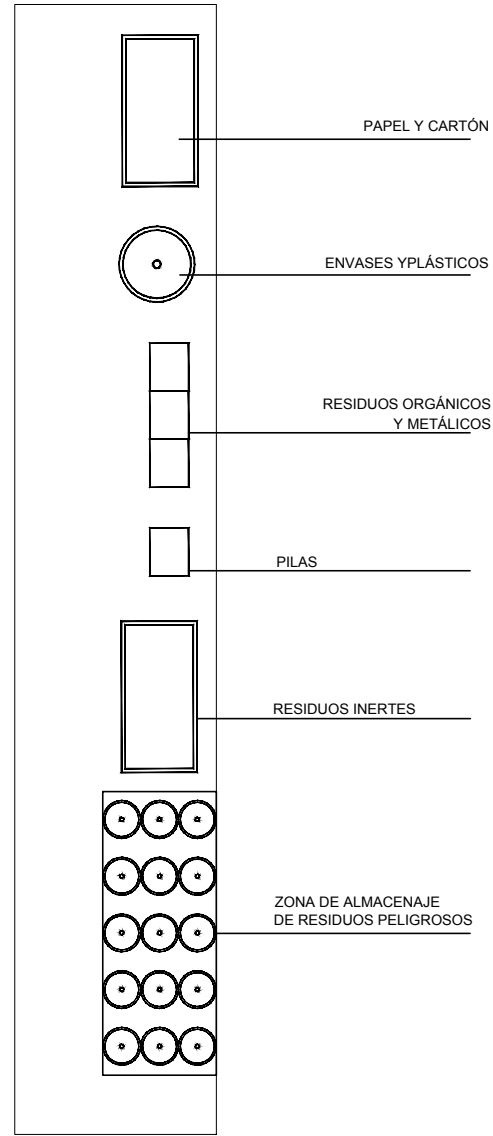 PAPEL Y CARTÓN
ENVASES YPLÁSTICOS
RESIDUOS ORGÁNICOS
Y METÁLICOS
PILAS
RESIDUOS INERTES
ZONA DE ALMACENAJE
DE RESIDUOS PELIGROSOS